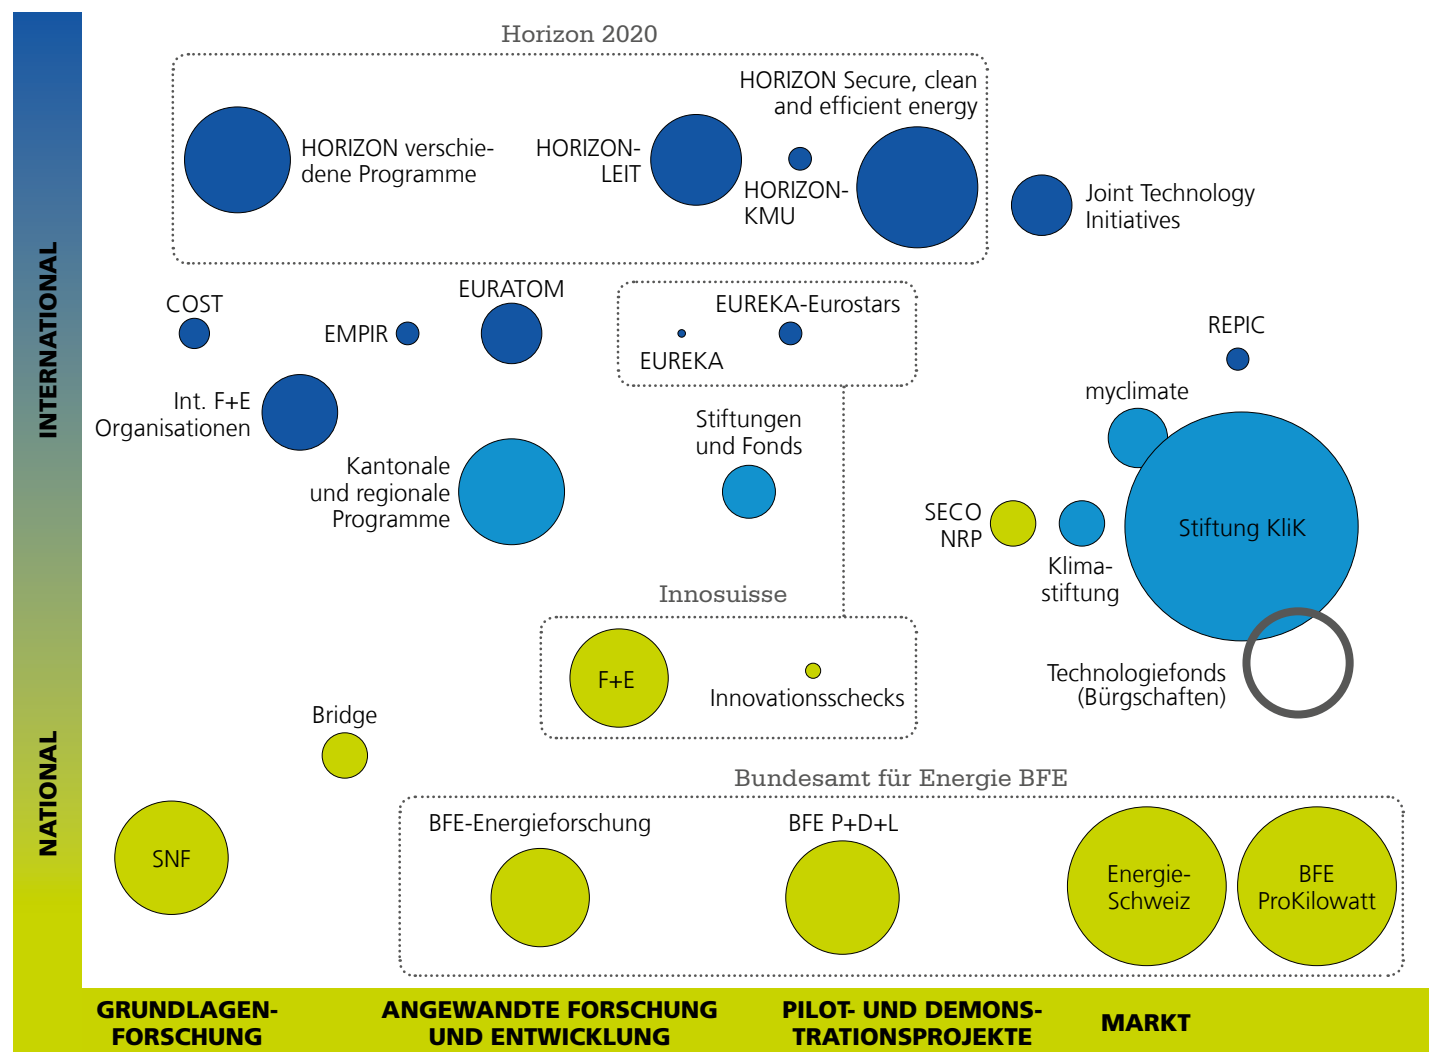 Horizon 2020
HORIZON Secure, clean
and efficient energy
HORIZON verschie-
dene Programme
HORIZON-
LEIT
HORIZON-
KMU
Joint Technology
Initiatives
COST
EMPIR
EURATOM
EUREKA-Eurostars
EUREKA
REPIC
Int. F+E
Organisationen
myclimate
Stiftungen
und Fonds
Kantonale
und regionale
Programme
SECO
NRP
Klima-
stiftung
Stiftung KliK
Innosuisse
F+E
Innovationsschecks
Technologiefonds
(Bürgschaften)
Bridge
Bundesamt für Energie BFE
SNF
BFE-Energieforschung
BFE P+D+L
Energie-
Schweiz
BFE
ProKilowatt
INTERNATIONAL
NATIONAL
GRUNDLAGEN-
FORSCHUNG
ANGEWANDTE FORSCHUNG
UND ENTWICKLUNG
PILOT- UND DEMONS-
TRATIONSPROJEKTE
MARKT